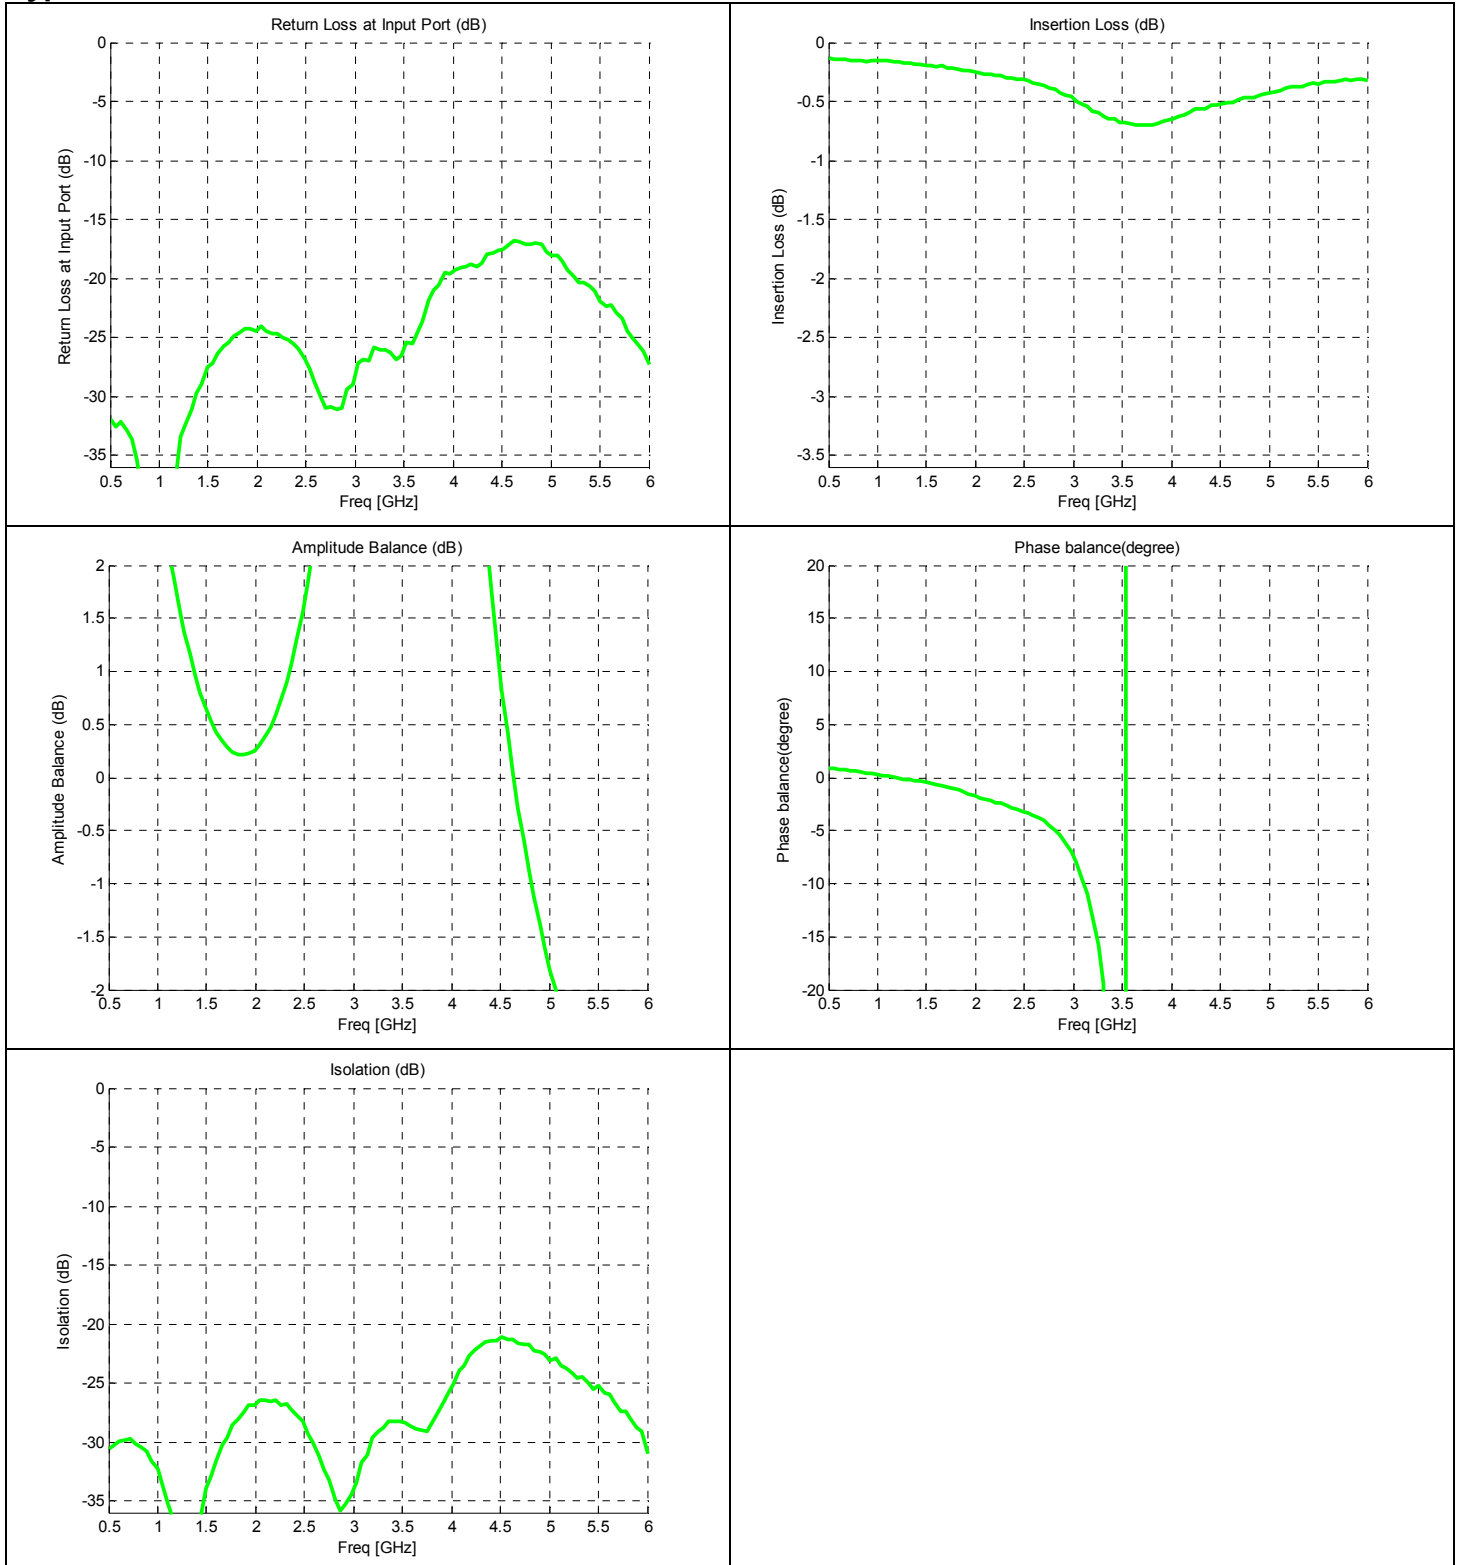 Return Loss at Input Port (dB)
0
-5
-10
-15
-20
-25
-30
-35
Return Loss at Input Port (dB)
0.5 1 1.5 2 2.5 3 3.5 4 4.5 5 5.5 6
Freq [GHz]
Insertion Loss (dB)
0
-0.5
-1
-1.5
-2
-2.5
-3
-3.5
Insertion Loss (dB)
0.5 1 1.5 2 2.5 3 3.5 4 4.5 5 5.5 6
Freq [GHz]
Amplitude Balance (dB)
2
1.5
1
0.5
0
-0.5
-1
-1.5
-2
Amplitude Balance (dB)
0.5 1 1.5 2 2.5 3 3.5 4 4.5 5 5.5 6
Freq [GHz]
Phase balance(degree)
20
15
10
5
0
-5
-10
-15
-20
Phase balance(degree)
0.5 1 1.5 2 2.5 3 3.5 4 4.5 5 5.5 6
Freq [GHz]
Isolation (dB)
0
-5
-10
-15
-20
-25
-30
-35
Isolation (dB)
0.5 1 1.5 2 2.5 3 3.5 4 4.5 5 5.5 6
Freq [GHz]